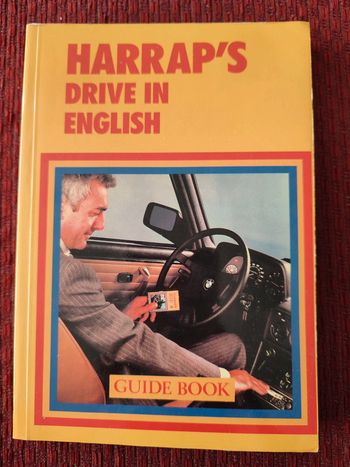 HARRAP'S
DRIVE IN
ENGLISH
GUIDE BOOK